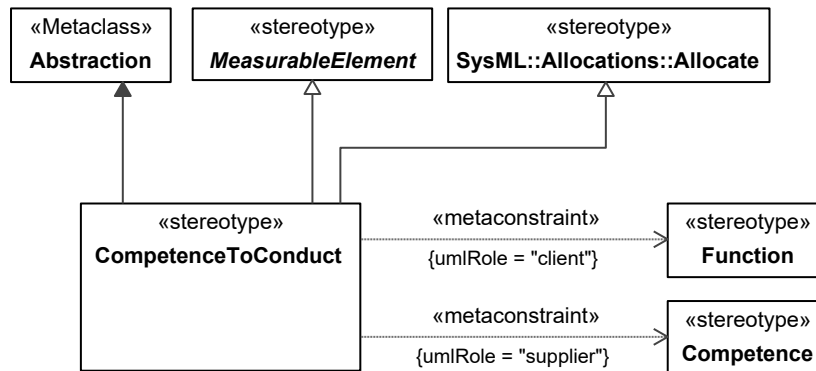 «Metaclass»
Abstraction
«stereotype»
MeasurableElement
«stereotype»
SysML::Allocations::Allocate
«stereotype»
CompetenceToConduct
«metaconstraint»
{umlRole = "client"}
«stereotype»
Function
«metaconstraint»
{umlRole = "supplier"}
«stereotype»
Competence